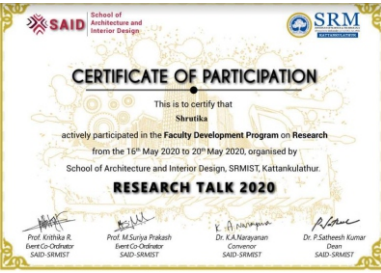 SAID
School of
Architecture and
Interior Design
SRM
KATTANKULATHUR
CERTIFICATE OF PARTICIPATION
This is to certify that
Shrutika
actively participated in the Faculty Development Program on Research
from the 16th May 2020 to 20th May 2020, organised by
School of Architecture and Interior Design, SRMIST, Kattankulathur.
RESEARCH TALK 2020
K. A. Narayana
Prof. Krithika R. Prof. M.Suriya Prakash Dr. K.A.Narayanan Dr. P.Satheesh Kumar
Event Co-Ordinator Event Co-Ordinator Convenor Dean
SAID-SRMIST SAID-SRMIST SAID-SRMIST SAID-SRMIST